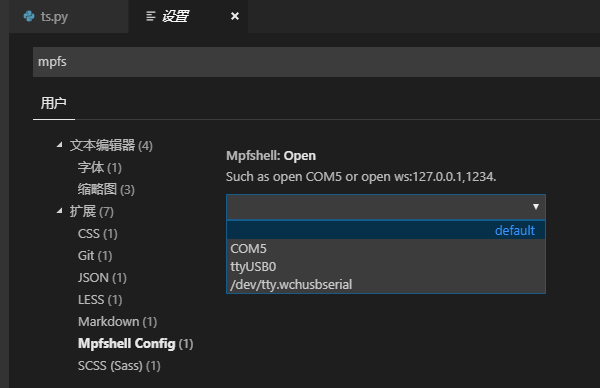 ts.py
设置
mpfs
用户
文本编辑器 (4)
字体 (1)
缩略图 (3)
扩展 (7)
CSS (1)
Git (1)
JSON (1)
LESS (1)
Markdown (1)
Mpfshell Config (1)
SCSS (Sass) (1)
Mpfshell: Open
Such as open COM5 or open ws:127.0.0.1,1234.
default
COM5
ttyUSB0
/dev/tty.wchusbserial